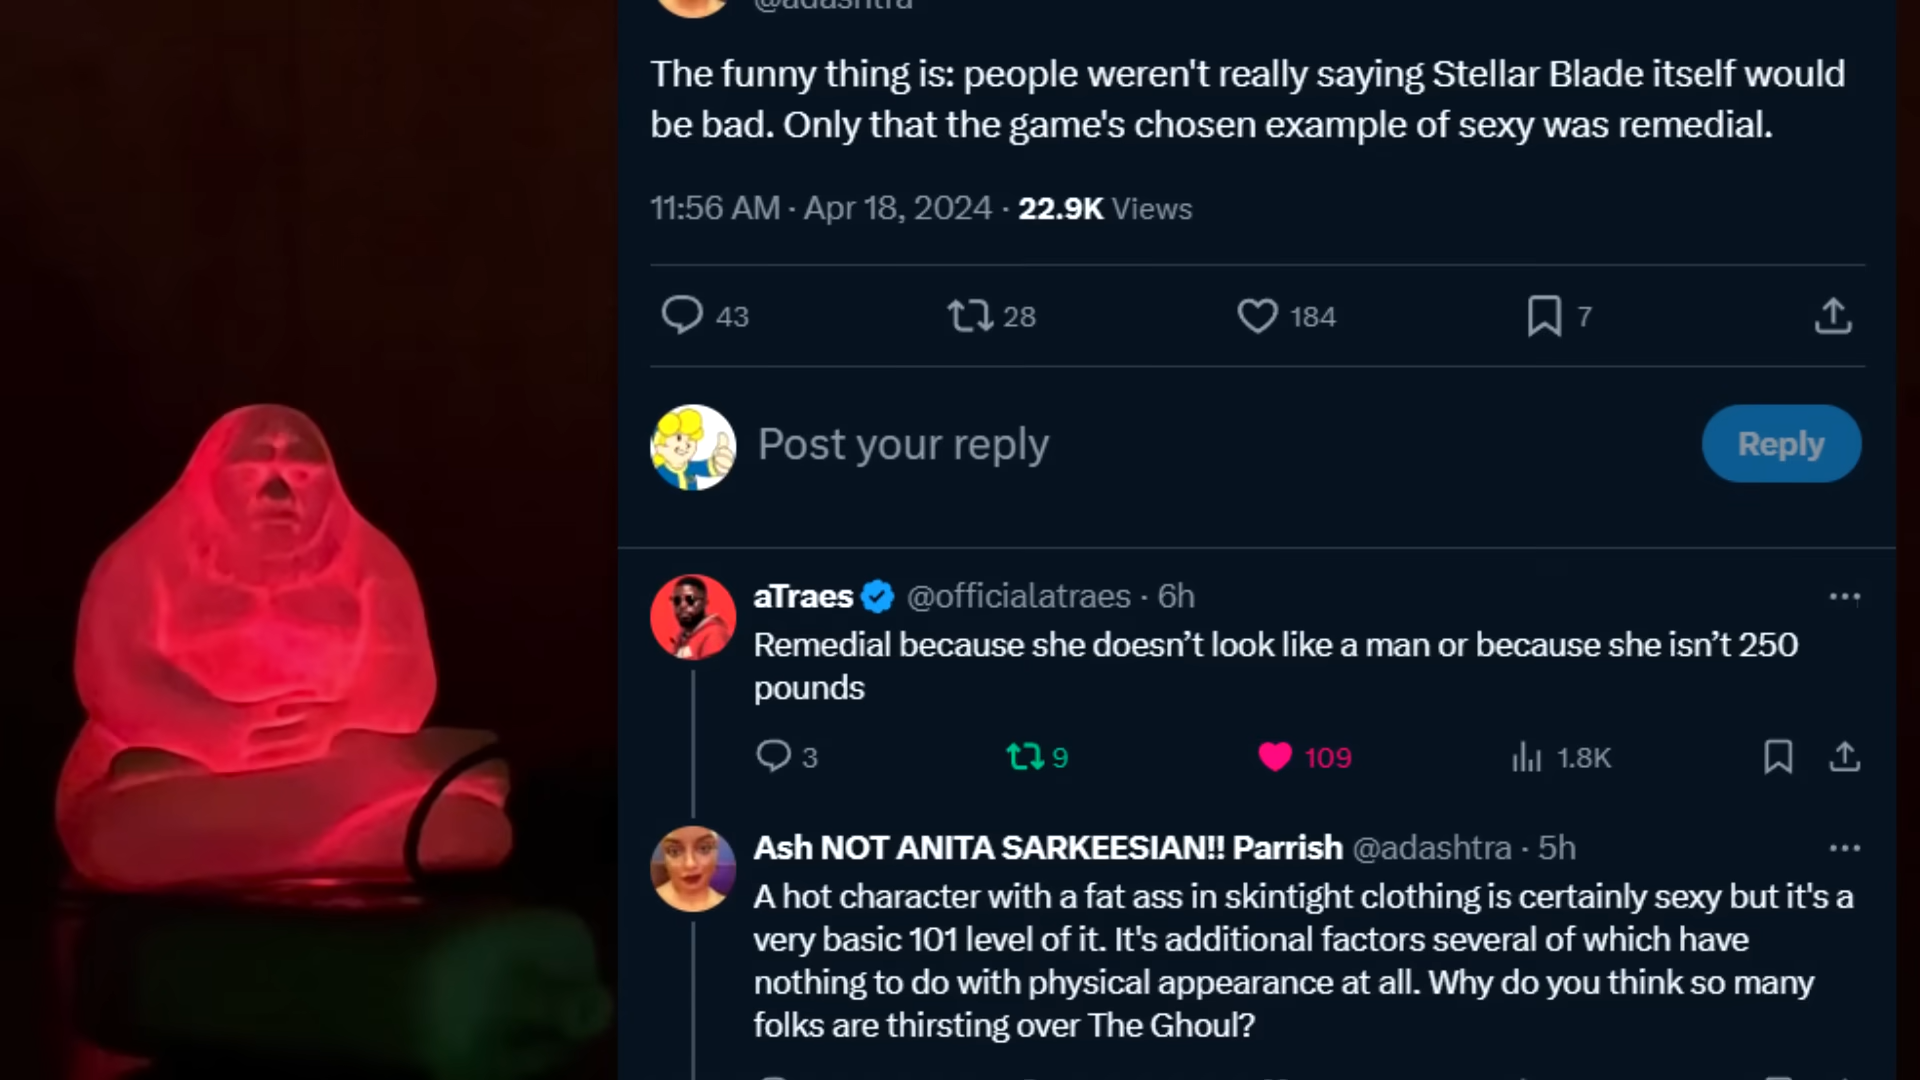 @adashtra
The funny thing is: people weren't really saying Stellar Blade itself would
be bad. Only that the game's chosen example of sexy was remedial.
11:56 AM · Apr 18, 2024 · 22.9K Views
43 28 184 7
Post your reply
Reply
aTraes @officialatraes · 6h
Remedial because she doesn’t look like a man or because she isn’t 250
pounds
3 9 109 1.8K
Ash NOT ANITA SARKEESIAN!! Parrish @adashtra · 5h
A hot character with a fat ass in skintight clothing is certainly sexy but it's a
very basic 101 level of it. It's additional factors several of which have
nothing to do with physical appearance at all. Why do you think so many
folks are thirsting over The Ghoul?